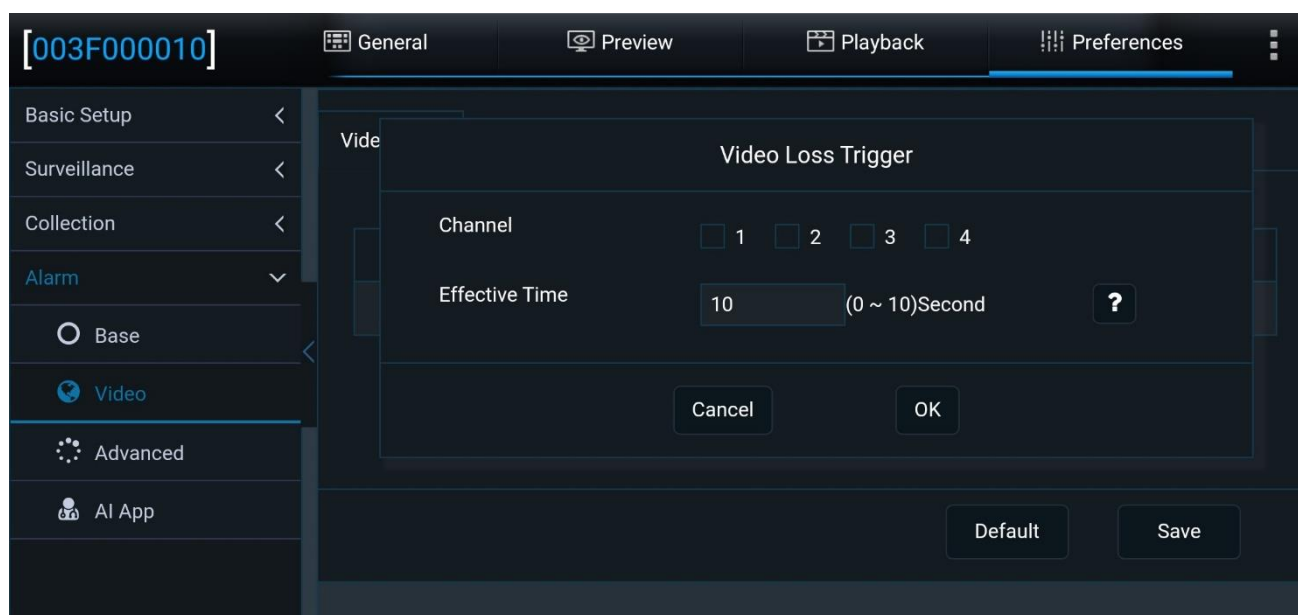 [003F000010]
General
Preview
Playback
Preferences
Basic Setup
Surveillance
Collection
Alarm
Base
Video
Advanced
AI App
Vide
Video Loss Trigger
Channel
1 2 3 4
Effective Time
10 (0 ~ 10)Second ?
Cancel
OK
Default
Save